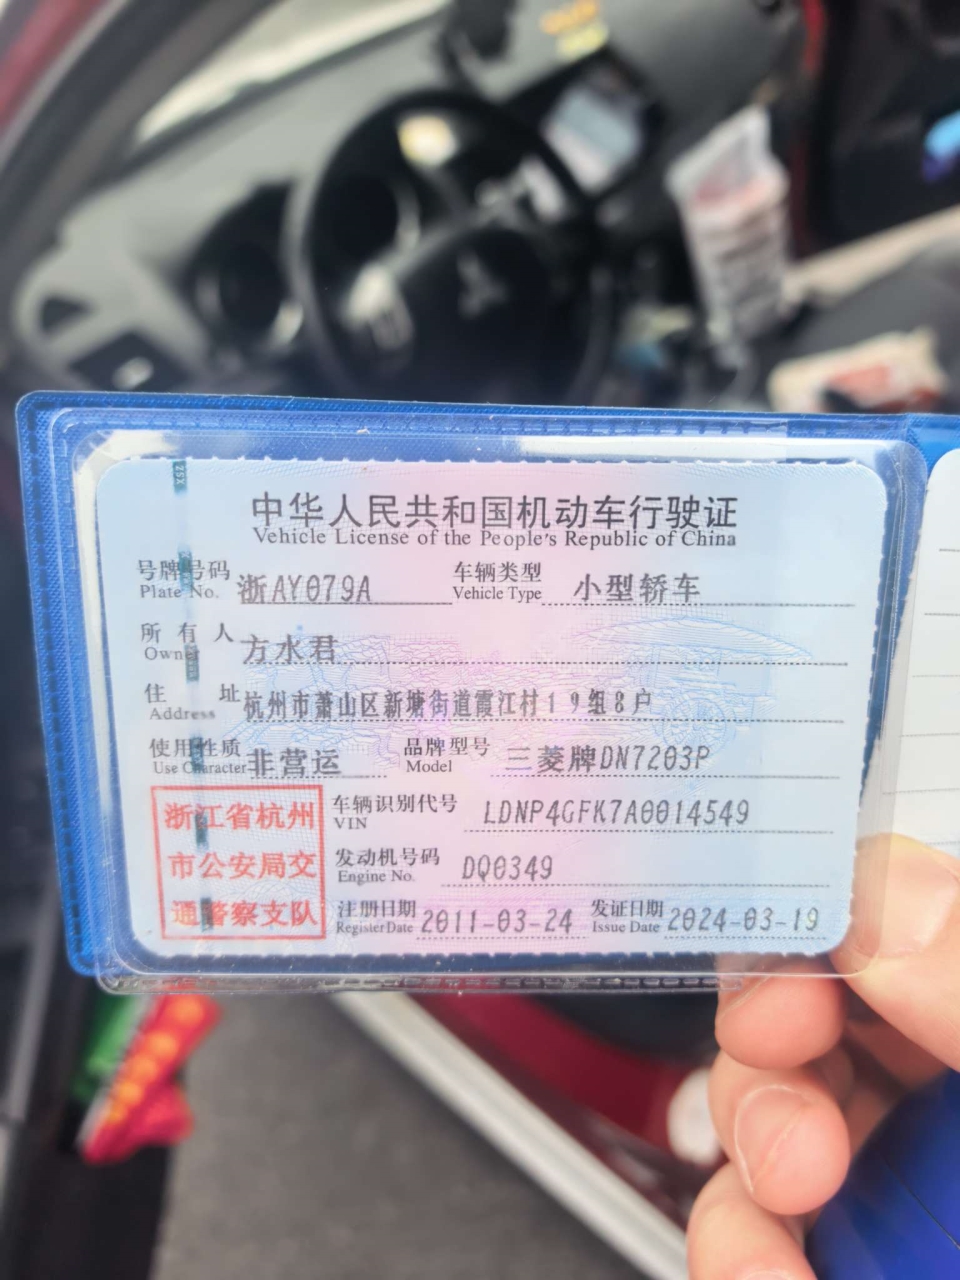 中华人民共和国机动车行驶证
Vehicle License of the People's Republic of China
号牌号码 浙AY079A 车辆类型 小型轿车
Plate No. Vehicle Type
所有人 方水君
Owner
住址 杭州市萧山区新塘街道霞江村19组8户
Address
使用性质 非营运 品牌型号 三菱牌DN7203P
Use Character Model
浙江省杭州
市公安局交
通警察支队
车辆识别代号 LDNP4GFK7A0014549
VIN
发动机号码 DQ0349
Engine No.
注册日期 2011-03-24 发证日期 2024-03-19
Register Date Issue Date